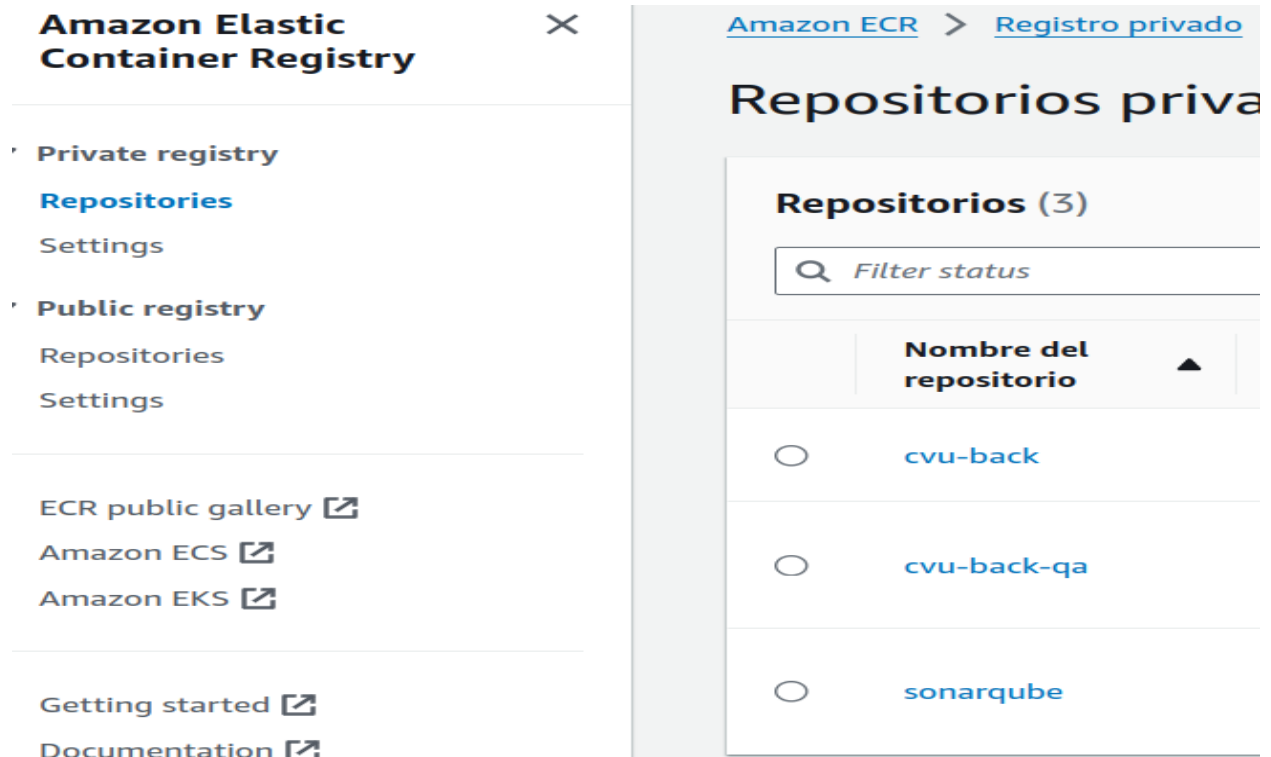 Amazon Elastic
Container Registry
Private registry
Repositories
Settings
Public registry
Repositories
Settings
ECR public gallery
Amazon ECS
Amazon EKS
Getting started
Documentation
Amazon ECR > Registro privado
Repositorios priva
Repositorios (3)
Filter status
Nombre del
repositorio
cvu-back
cvu-back-qa
sonarqube